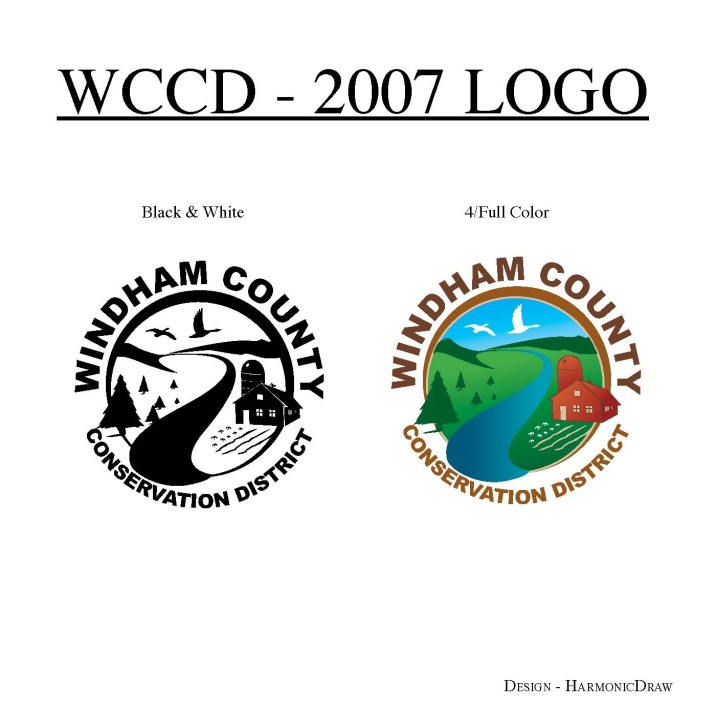 WCCD - 2007 LOGO
Black & White
4/Full Color
WINDHAM COUNTY
CONSERVATION DISTRICT
WINDHAM COUNTY
CONSERVATION DISTRICT
DESIGN - HARMONICDRAW